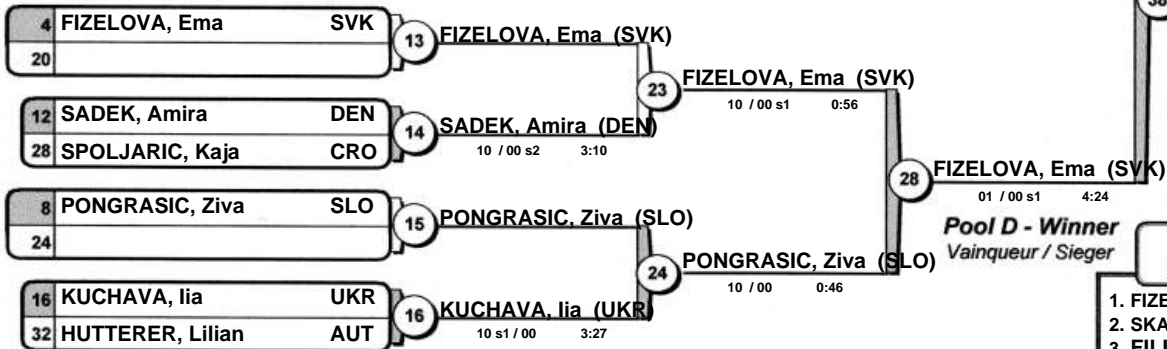 38
4 FIZELOVA, Ema SVK
20
13 FIZELOVA, Ema (SVK)
12 SADEK, Amira DEN
28 SPOLJARIC, Kaja CRO
14 SADEK, Amira (DEN)
10 / 00 s2 3:10
23 FIZELOVA, Ema (SVK)
10 / 00 s1 0:56
8 PONGRASIC, Ziva SLO
24
15 PONGRASIC, Ziva (SLO)
16 KUCHAVA, Iia UKR
32 HUTTERER, Lilian AUT
16 KUCHAVA, Iia (UKR)
10 s1 / 00 3:27
24 PONGRASIC, Ziva (SLO)
10 / 00 0:46
28 FIZELOVA, Ema (SVK)
01 / 00 s1 4:24
Pool D - Winner
Vainqueur / Sieger
1. FIZE
2. SKA